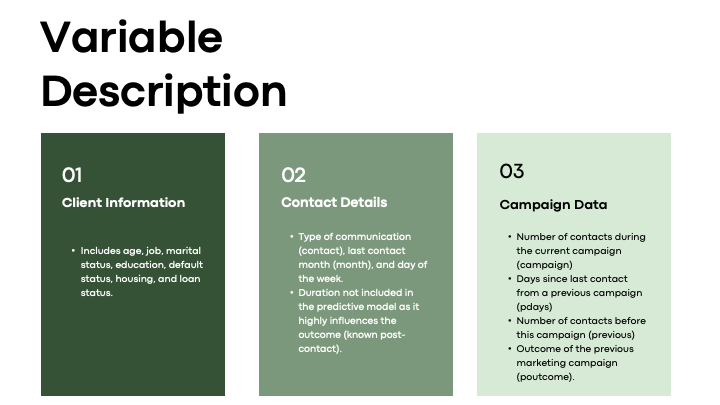 Variable
Description
01
Client Information
• Includes age, job, marital
status, education, default
status, housing, and loan
status.
02
Contact Details
• Type of communication
(contact), last contact
month (month), and day of
the week.
• Duration not included in
the predictive model as it
highly influences the
outcome (known post-
contact).
03
Campaign Data
• Number of contacts during
the current campaign
(campaign)
• Days since last contact
from a previous campaign
(pdays)
• Number of contacts before
this campaign (previous)
• Outcome of the previous
marketing campaign
(poutcome).